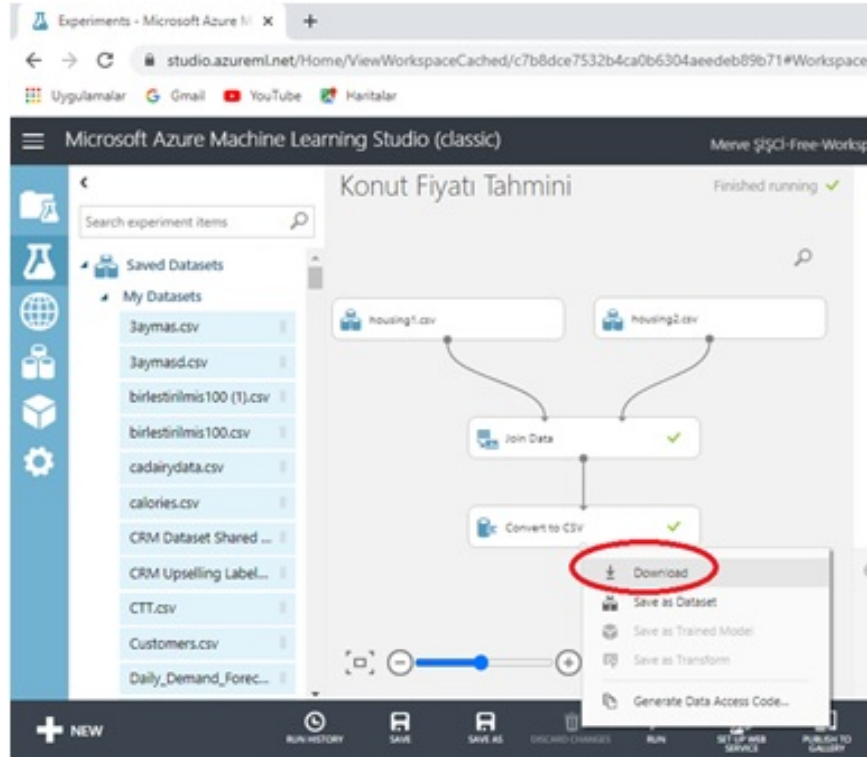 Experiments - Microsoft Azure M
studio.azureml.net/Home/ViewWorkspaceCached/c7b8dce7532b4ca0b6304aeedeb89b71#Workspace
Uygulamalar Gmail YouTube Haritalar
Microsoft Azure Machine Learning Studio (classic)
Merve ŞİŞCİ-Free-Worksp
Konut Fiyatı Tahmini
Finished running
Search experiment items
Saved Datasets
My Datasets
3aymas.csv
3aymasd.csv
birlestirilmis100 (1).csv
birlestirilmis100.csv
cadairydata.csv
calories.csv
CRM Dataset Shared ...
CRM Upselling Label...
CTT.csv
Customers.csv
Daily_Demand_Forec...
housing1.csv
housing2.csv
Join Data
Convert to CSV
Download
Save as Dataset
Save as Trained Model
Save as Transform
Generate Data Access Code...
NEW
RUN HISTORY
SAVE
SAVE AS
DISCARD CHANGES
RUN
SET UP WEB
SERVICE
PUBLISH TO
GALLERY